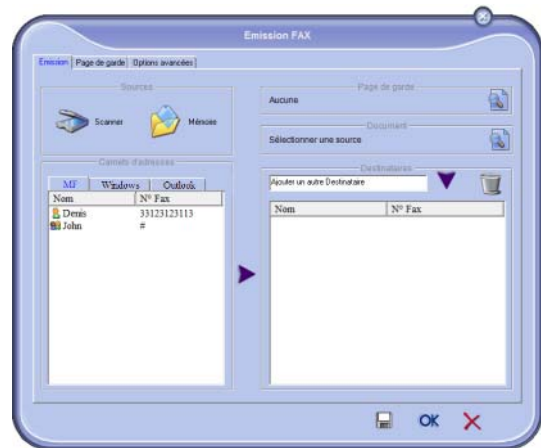 Emission FAX
Emission Page de garde Options avancées
Sources
Scanner Mémoire
Page de garde
Aucune
Document
Sélectionner une source
Carnets d'adresses
MF Windows Outlook
Nom N° Fax
Denis 33123123113
John #
Destinataires
Ajouter un autre Destinataire
Nom N° Fax
OK